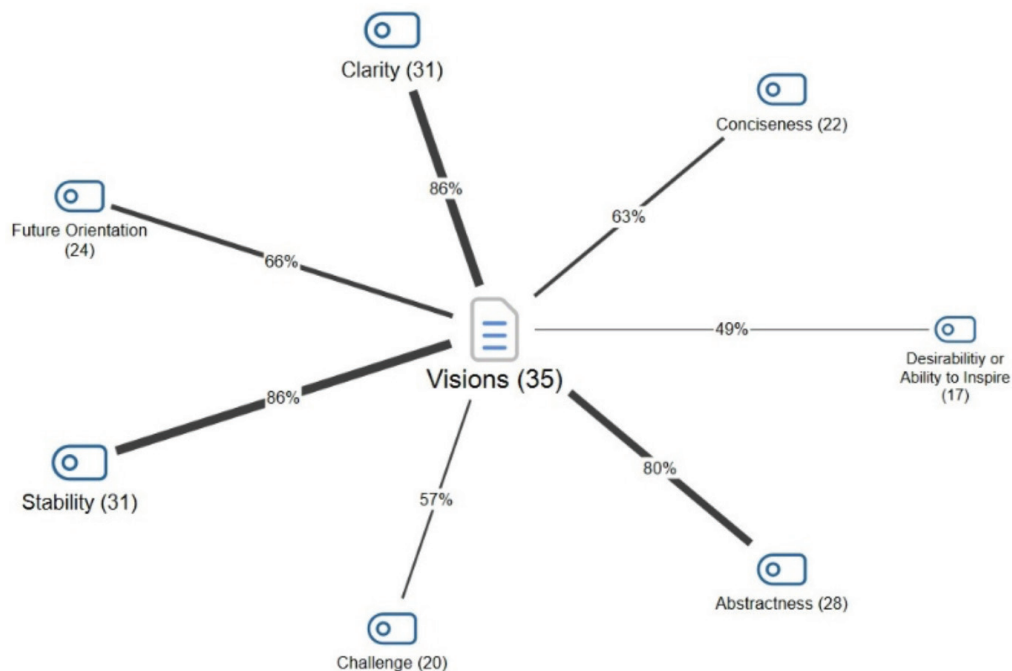 Clarity (31)
Conciseness (22)
86%
Future Orientation
(24)
63%
66%
49%
Desirabilitiy or
Ability to Inspire
(17)
Visions (35)
86%
80%
Stability (31)
57%
Abstractness (28)
Challenge (20)